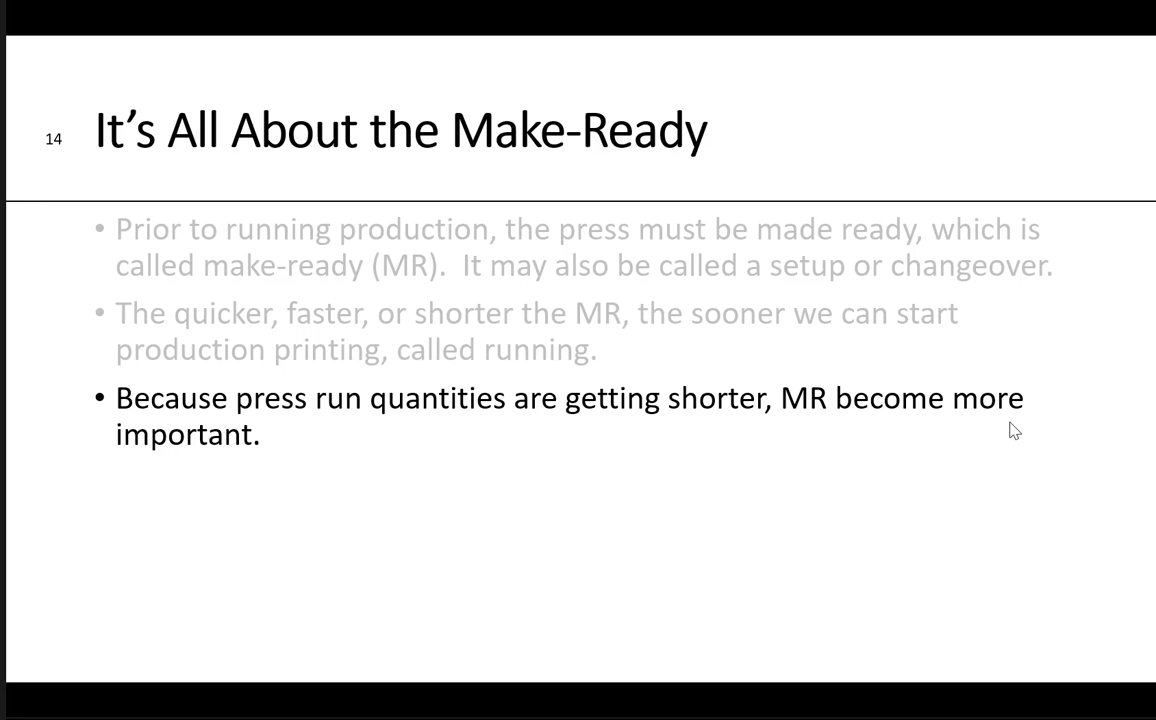 14
It’s All About the Make-Ready
• Prior to running production, the press must be made ready, which is
called make-ready (MR).  It may also be called a setup or changeover.
• The quicker, faster, or shorter the MR, the sooner we can start
production printing, called running.
• Because press run quantities are getting shorter, MR become more
important.